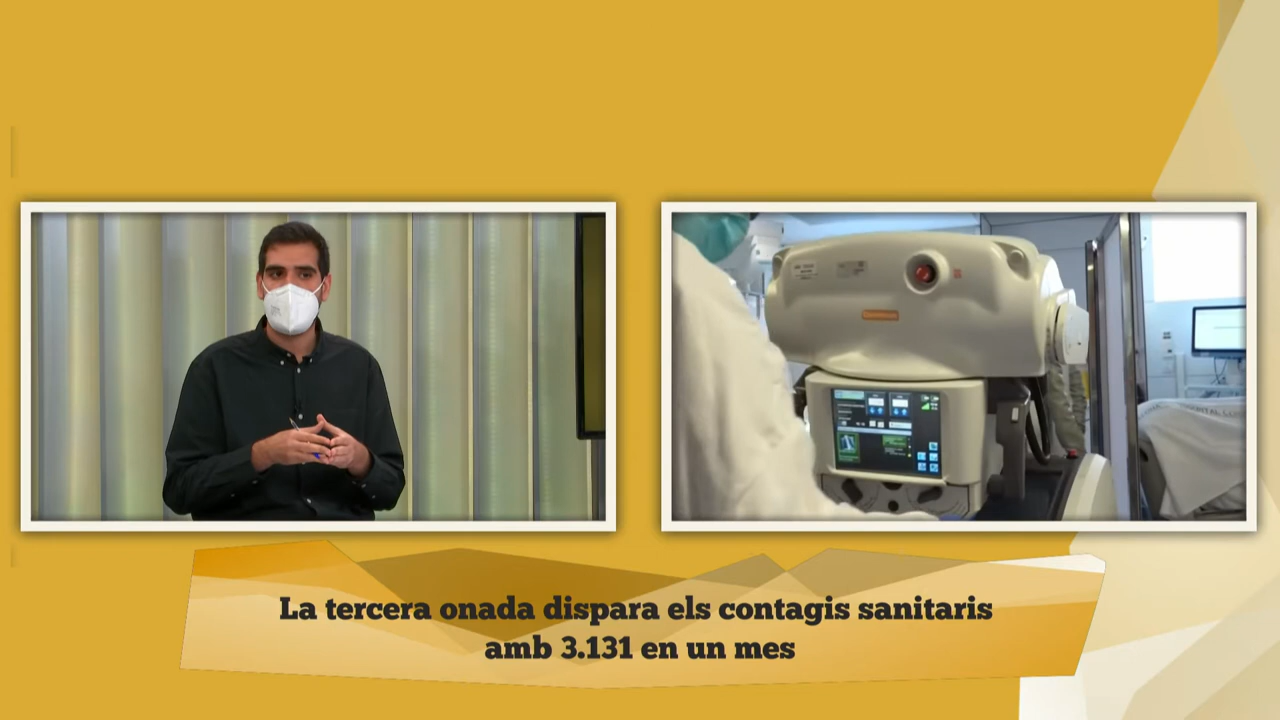 La tercera onada dispara els contagis sanitaris
amb 3.131 en un mes